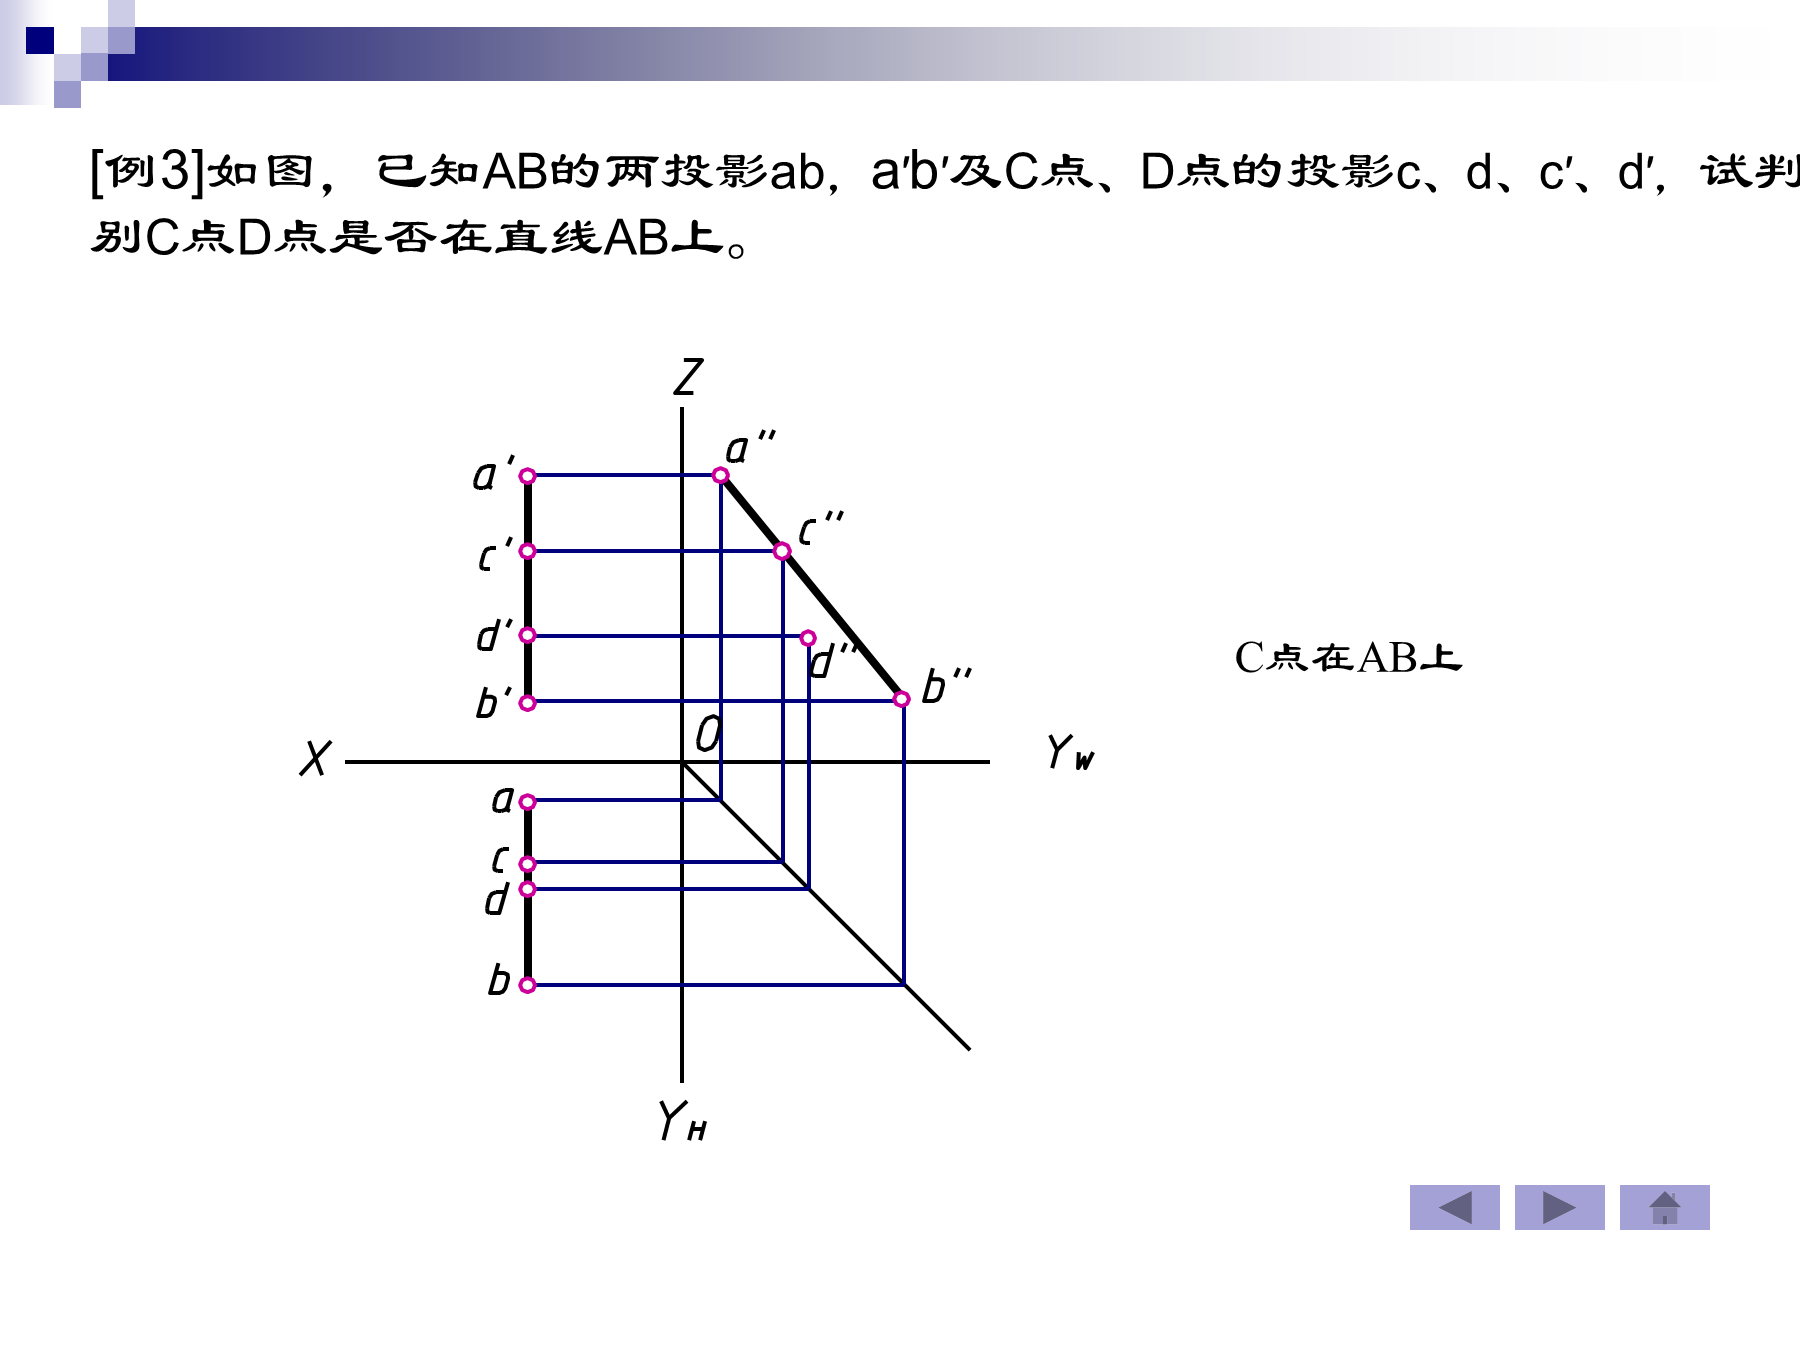 [例3]如图，已知AB的两投影ab，a′b′及C点、D点的投影c、d、c′、d′，试判
别C点D点是否在直线AB上。
Z
a″
a′
c″
c′
d′
d″
b″
b′
O
X
Yw
a
c
d
b
YH
C点在AB上